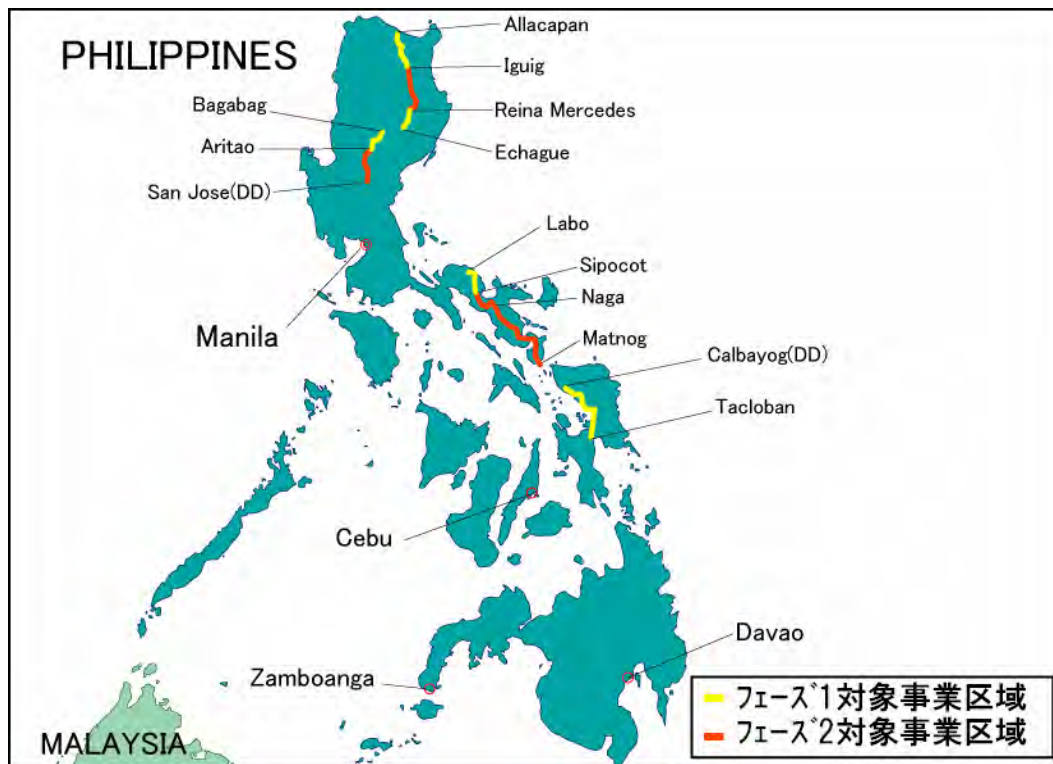 PHILIPPINES
Allacapan
Iguig
Bagabag
Reina Mercedes
Aritao
Echague
San Jose(DD)
Labo
Sipocot
Naga
Manila
Matnog
Calbayog(DD)
Tacloban
Cebu
Davao
Zamboanga
MALAYSIA
フェーズ1対象事業区域
フェーズ2対象事業区域